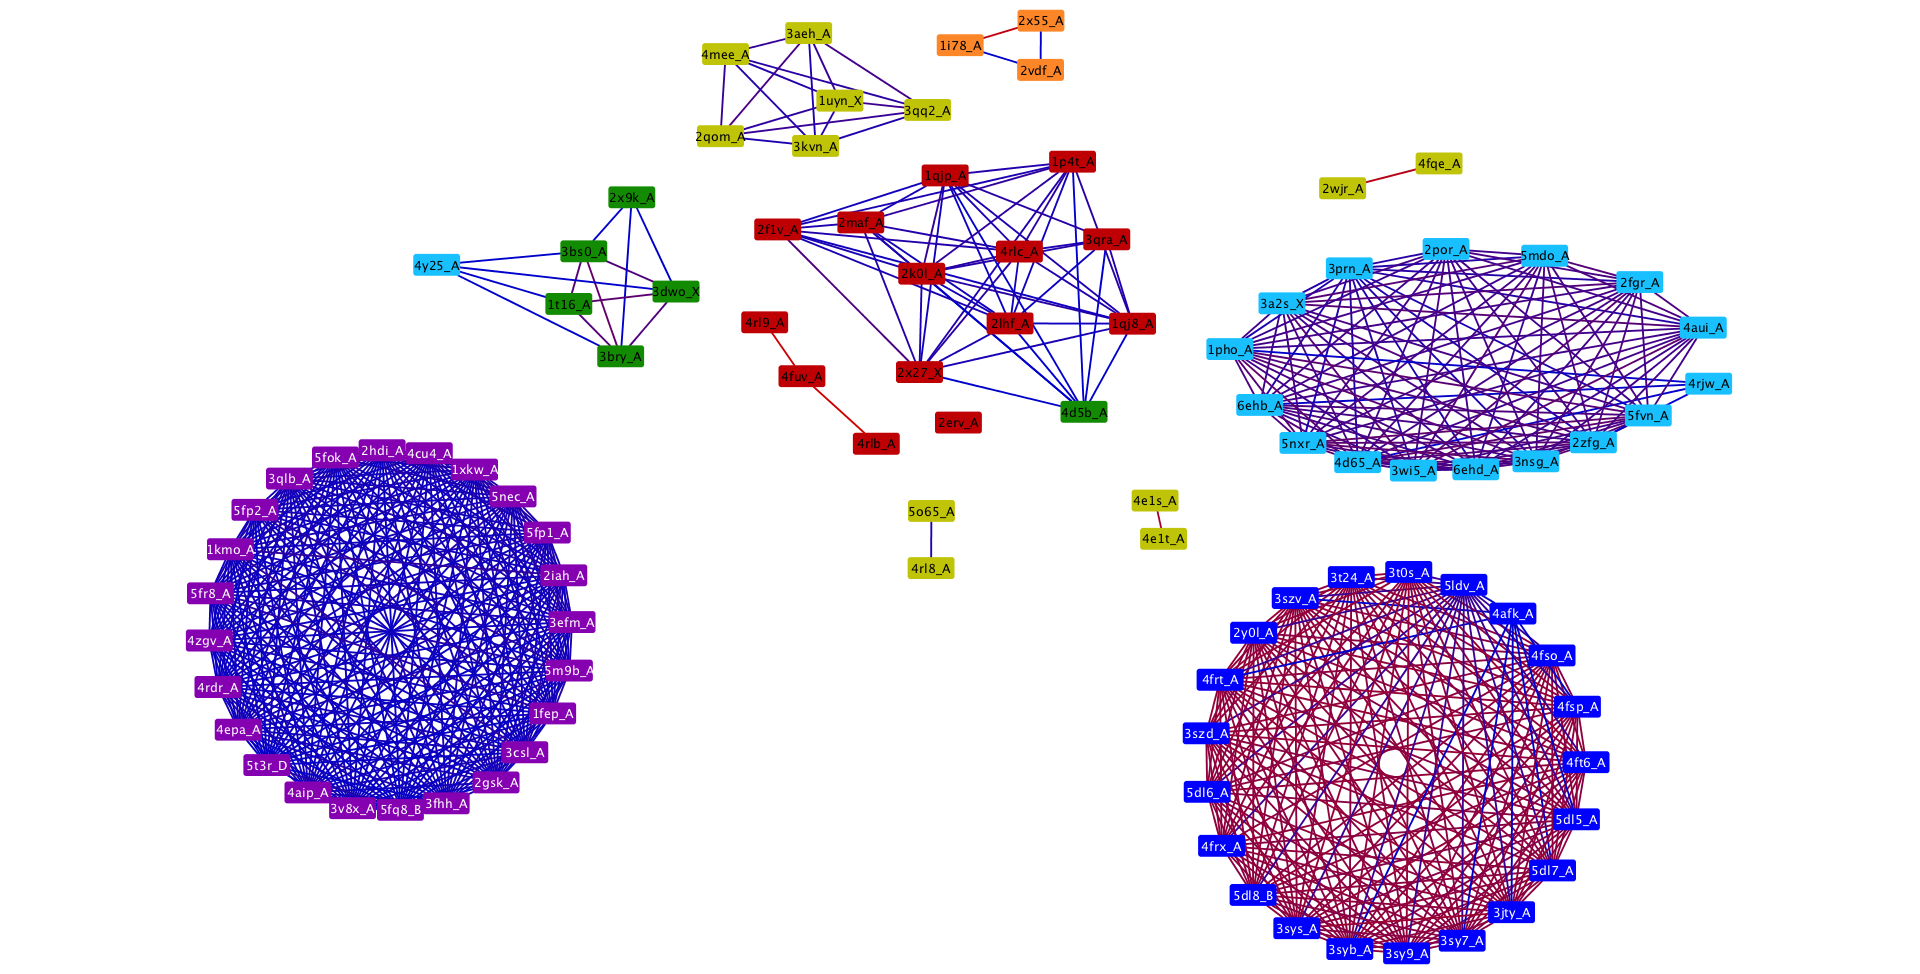 2x55_A
1i78_A
2vdf_A
3aeh_A
4mee_A
1uyn_X
3qq2_A
2qom_A
3kvn_A
4fqe_A
2wjr_A
2x9k_A
3bs0_A
4y25_A
3dwo_X
1t16_A
3bry_A
1p4t_A
1qjp_A
2maf_A
2f1v_A
3qra_A
4rlc_A
2k0l_A
2lhf_A
1qj8_A
2x27_X
4d5b_A
4rl9_A
4fuv_A
4rlb_A
2erv_A
2por_A
5mdo_A
3prn_A
2fgr_A
3a2s_X
4aui_A
1pho_A
4rjw_A
6ehb_A
5fvn_A
5nxr_A
2zfg_A
4d65_A
3wi5_A
6ehd_A
3nsg_A
5o65_A
4rl8_A
4e1s_A
4e1t_A
2hdi_A
4cu4_A
5fok_A
1xkw_A
3qlb_A
5nec_A
5fp2_A
5fp1_A
1kmo_A
2iah_A
5fr8_A
3efm_A
4zgv_A
5m9b_A
4rdr_A
1fep_A
4epa_A
3csl_A
5t3r_D
2gsk_A
4aip_A
3v8x_A
5fq8_B
3fhh_A
3t0s_A
3t24_A
5ldv_A
3szv_A
4afk_A
2y0l_A
4fso_A
4frt_A
4fsp_A
3szd_A
4ft6_A
5dl6_A
5dl5_A
4frx_A
5dl7_A
5dl8_B
3jty_A
3sys_A
3syb_A
3sy9_A
3sy7_A